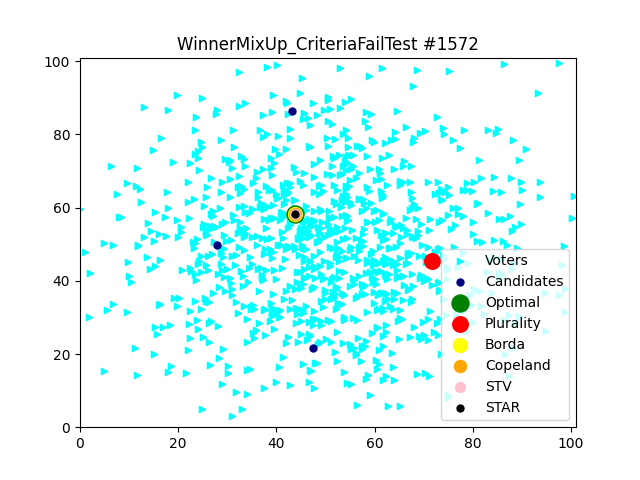 WinnerMixUp_CriteriaFailTest #1572
100
80
60
40
20
0
0
20
40
60
80
100
Voters
Candidates
Optimal
Plurality
Borda
Copeland
STV
STAR